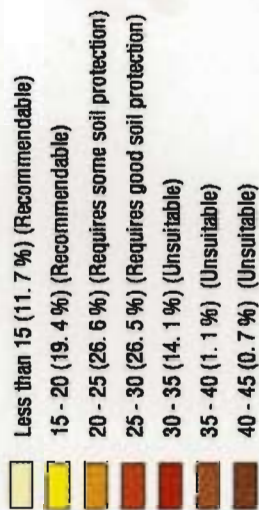 Less than 15 (11. 7 %) (Recommendable)
15 - 20 (19. 4 %) (Recommendable)
20 - 25 (26. 6 %) (Requires some soil protection)
25 - 30 (26. 5 %) (Requires good soil protection)
30 - 35 (14. 1 %) (Unsuitable)
35 - 40 (1. 1 %) (Unsuitable)
40 - 45 (0. 7 %) (Unsuitable)